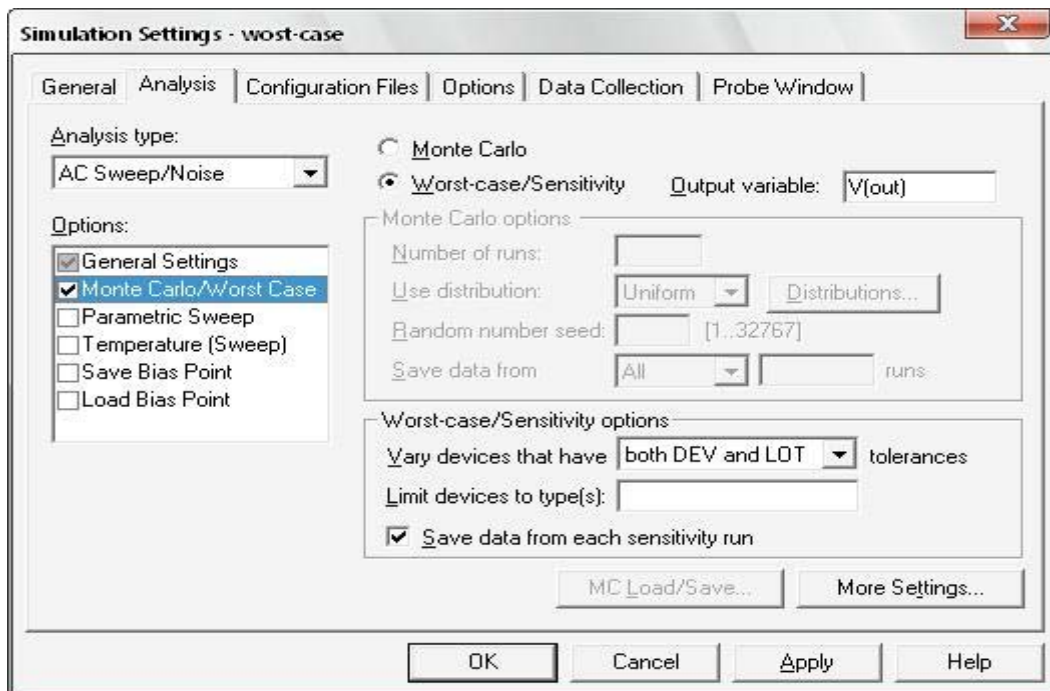 Simulation Settings - wost-case
General Analysis Configuration Files Options Data Collection Probe Window
Analysis type:
AC Sweep/Noise
Options:
General Settings
Monte Carlo/Worst Case
Parametric Sweep
Temperature (Sweep)
Save Bias Point
Load Bias Point
Monte Carlo
Worst-case/Sensitivity Output variable: V(out)
Monte Carlo options
Number of runs:
Use distribution: Uniform Distributions...
Random number seed: [1..32767]
Save data from All runs
Worst-case/Sensitivity options
Vary devices that have both DEV and LOT tolerances
Limit devices to type(s):
Save data from each sensitivity run
MC Load/Save... More Settings...
OK Cancel Apply Help